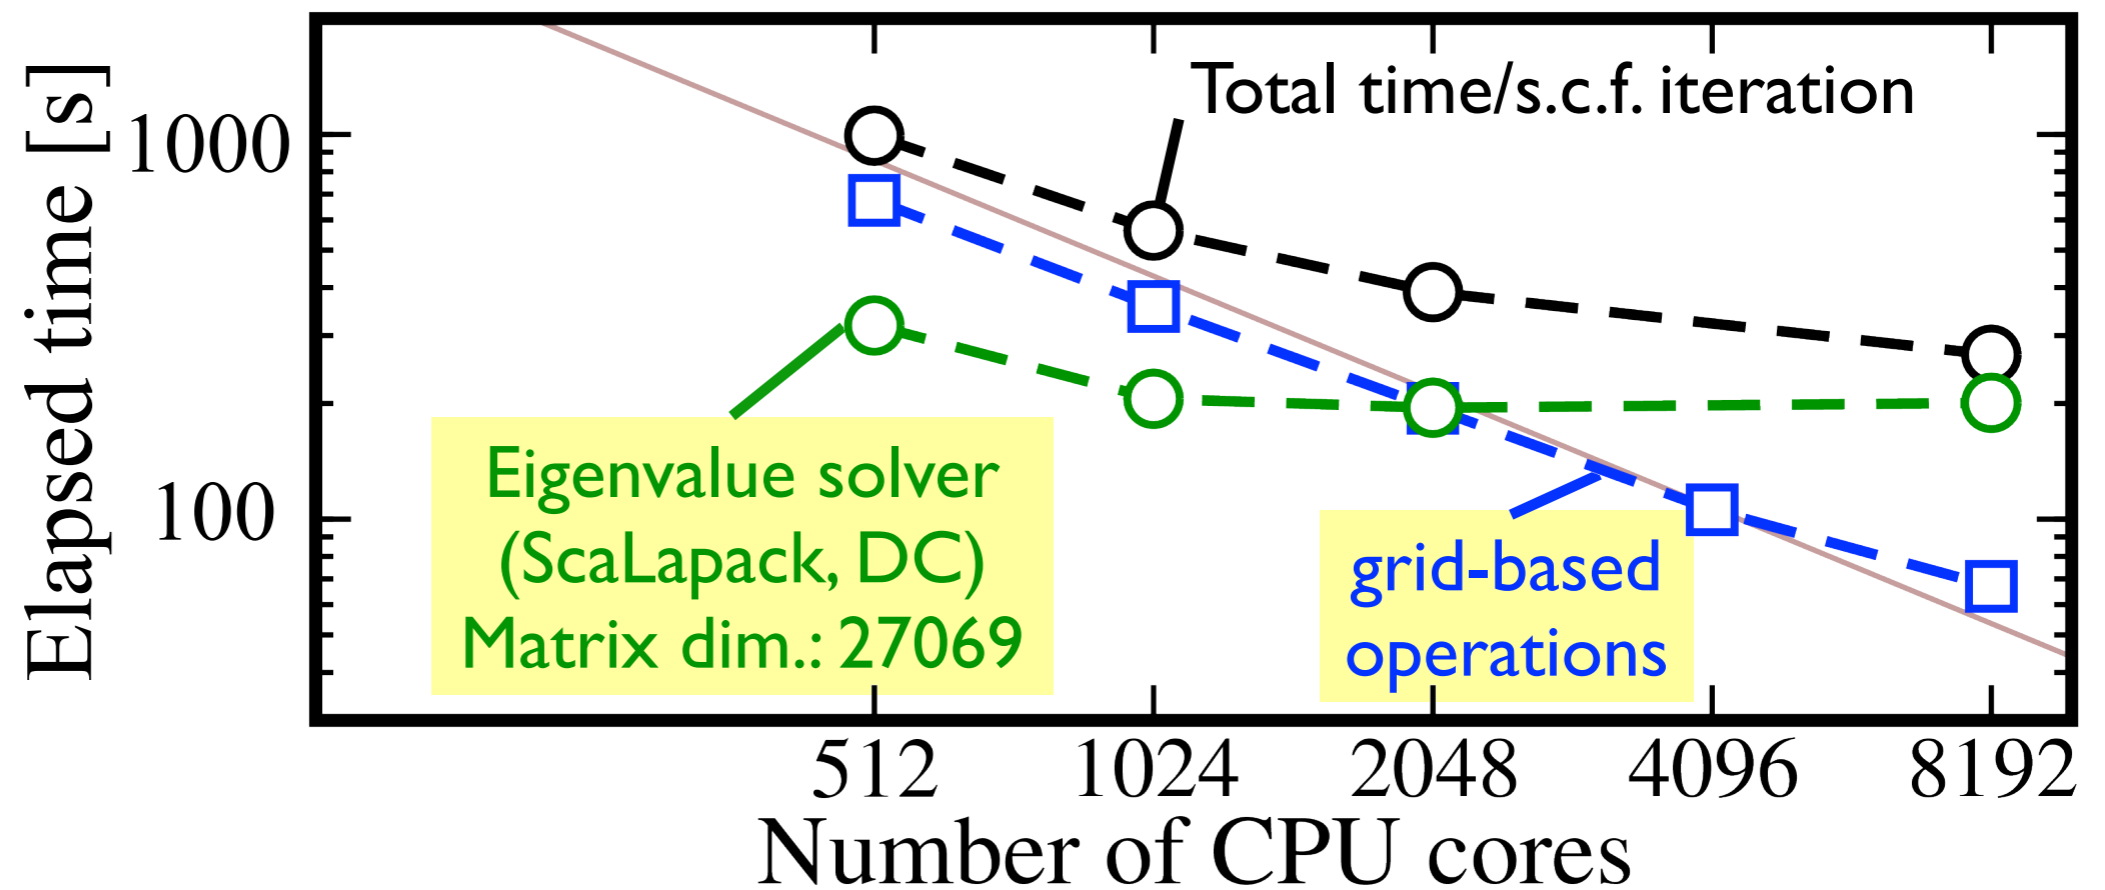 Elapsed time [s]
1000
100
Total time/s.c.f. iteration
Eigenvalue solver
(ScaLapack, DC)
Matrix dim.: 27069
grid-based
operations
512 1024 2048 4096 8192
Number of CPU cores